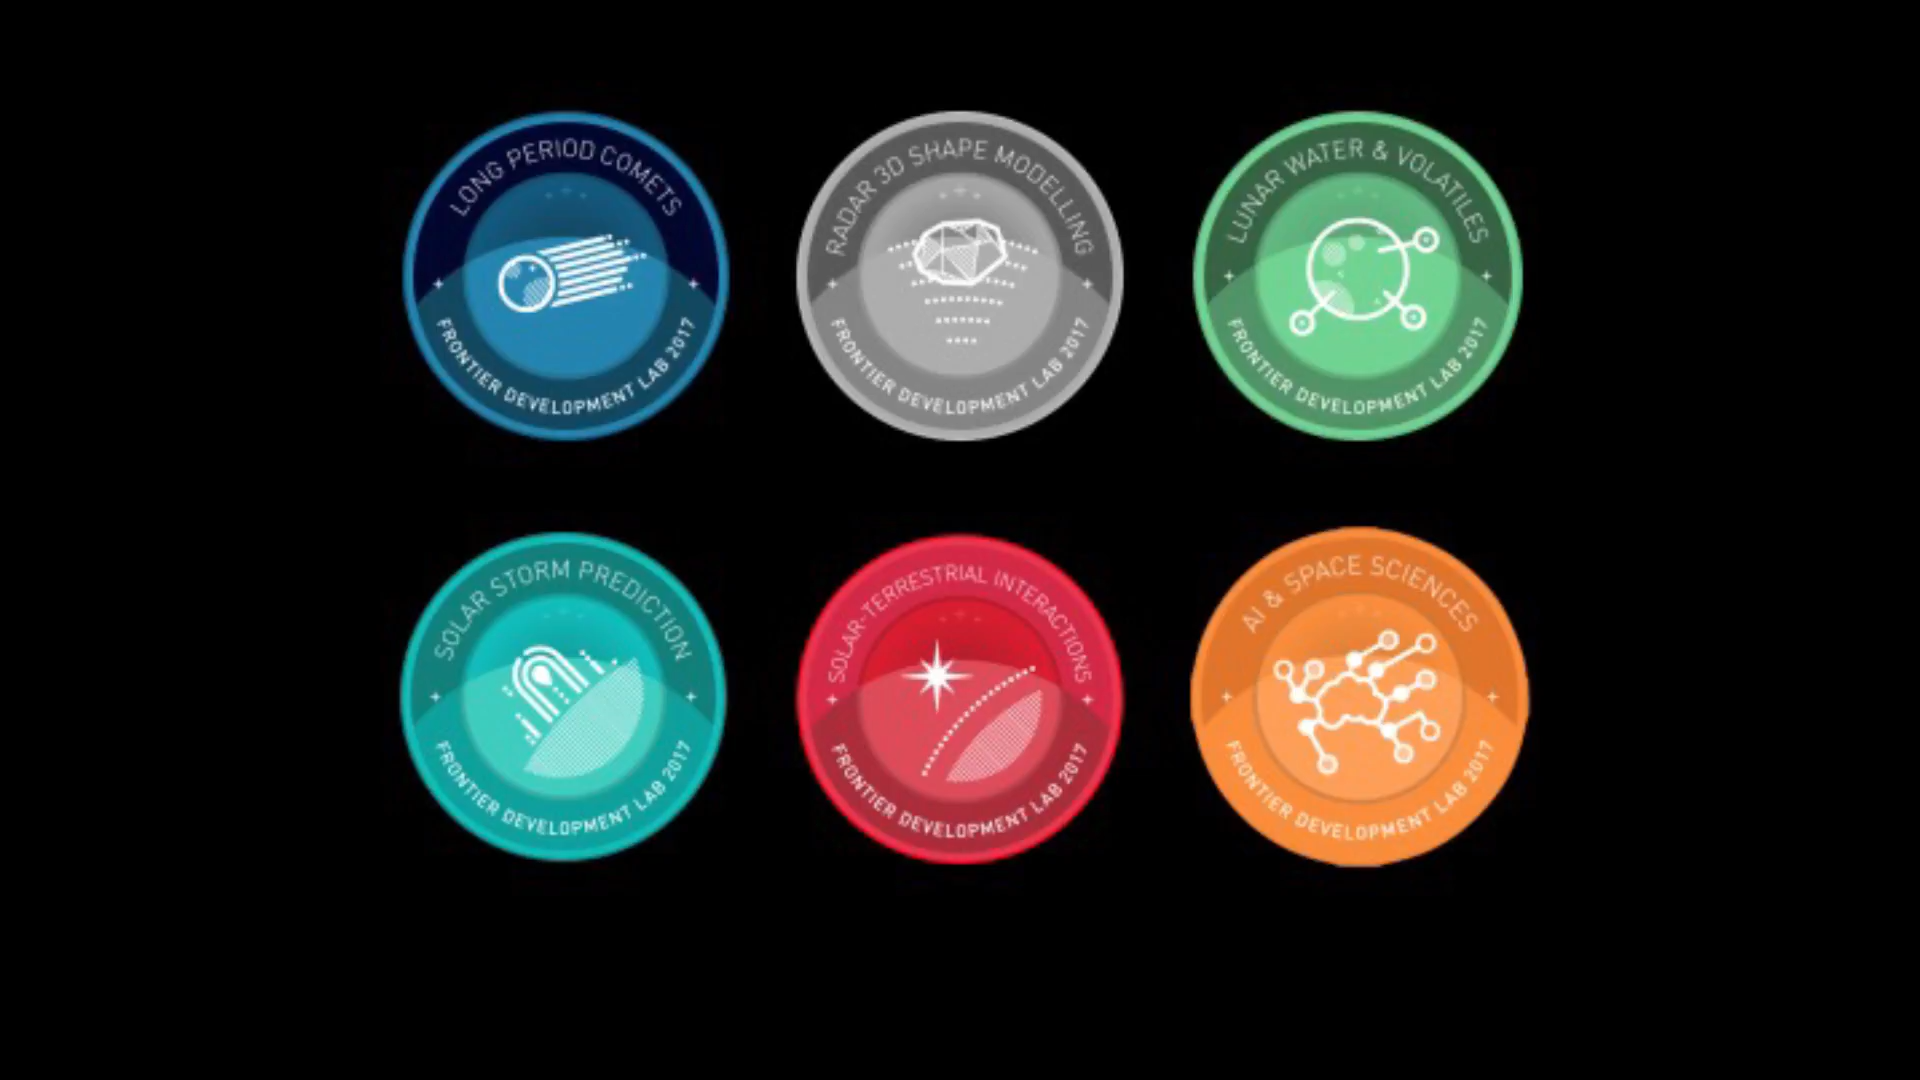 LONG PERIOD COMETS
FRONTIER DEVELOPMENT LAB 2017
RADAR 3D SHAPE MODELLING
FRONTIER DEVELOPMENT LAB 2017
LUNAR WATER & VOLATILES
FRONTIER DEVELOPMENT LAB 2017
SOLAR STORM PREDICTION
FRONTIER DEVELOPMENT LAB 2017
SOLAR-TERRESTRIAL INTERACTIONS
FRONTIER DEVELOPMENT LAB 2017
AI & SPACE SCIENCES
FRONTIER DEVELOPMENT LAB 2017